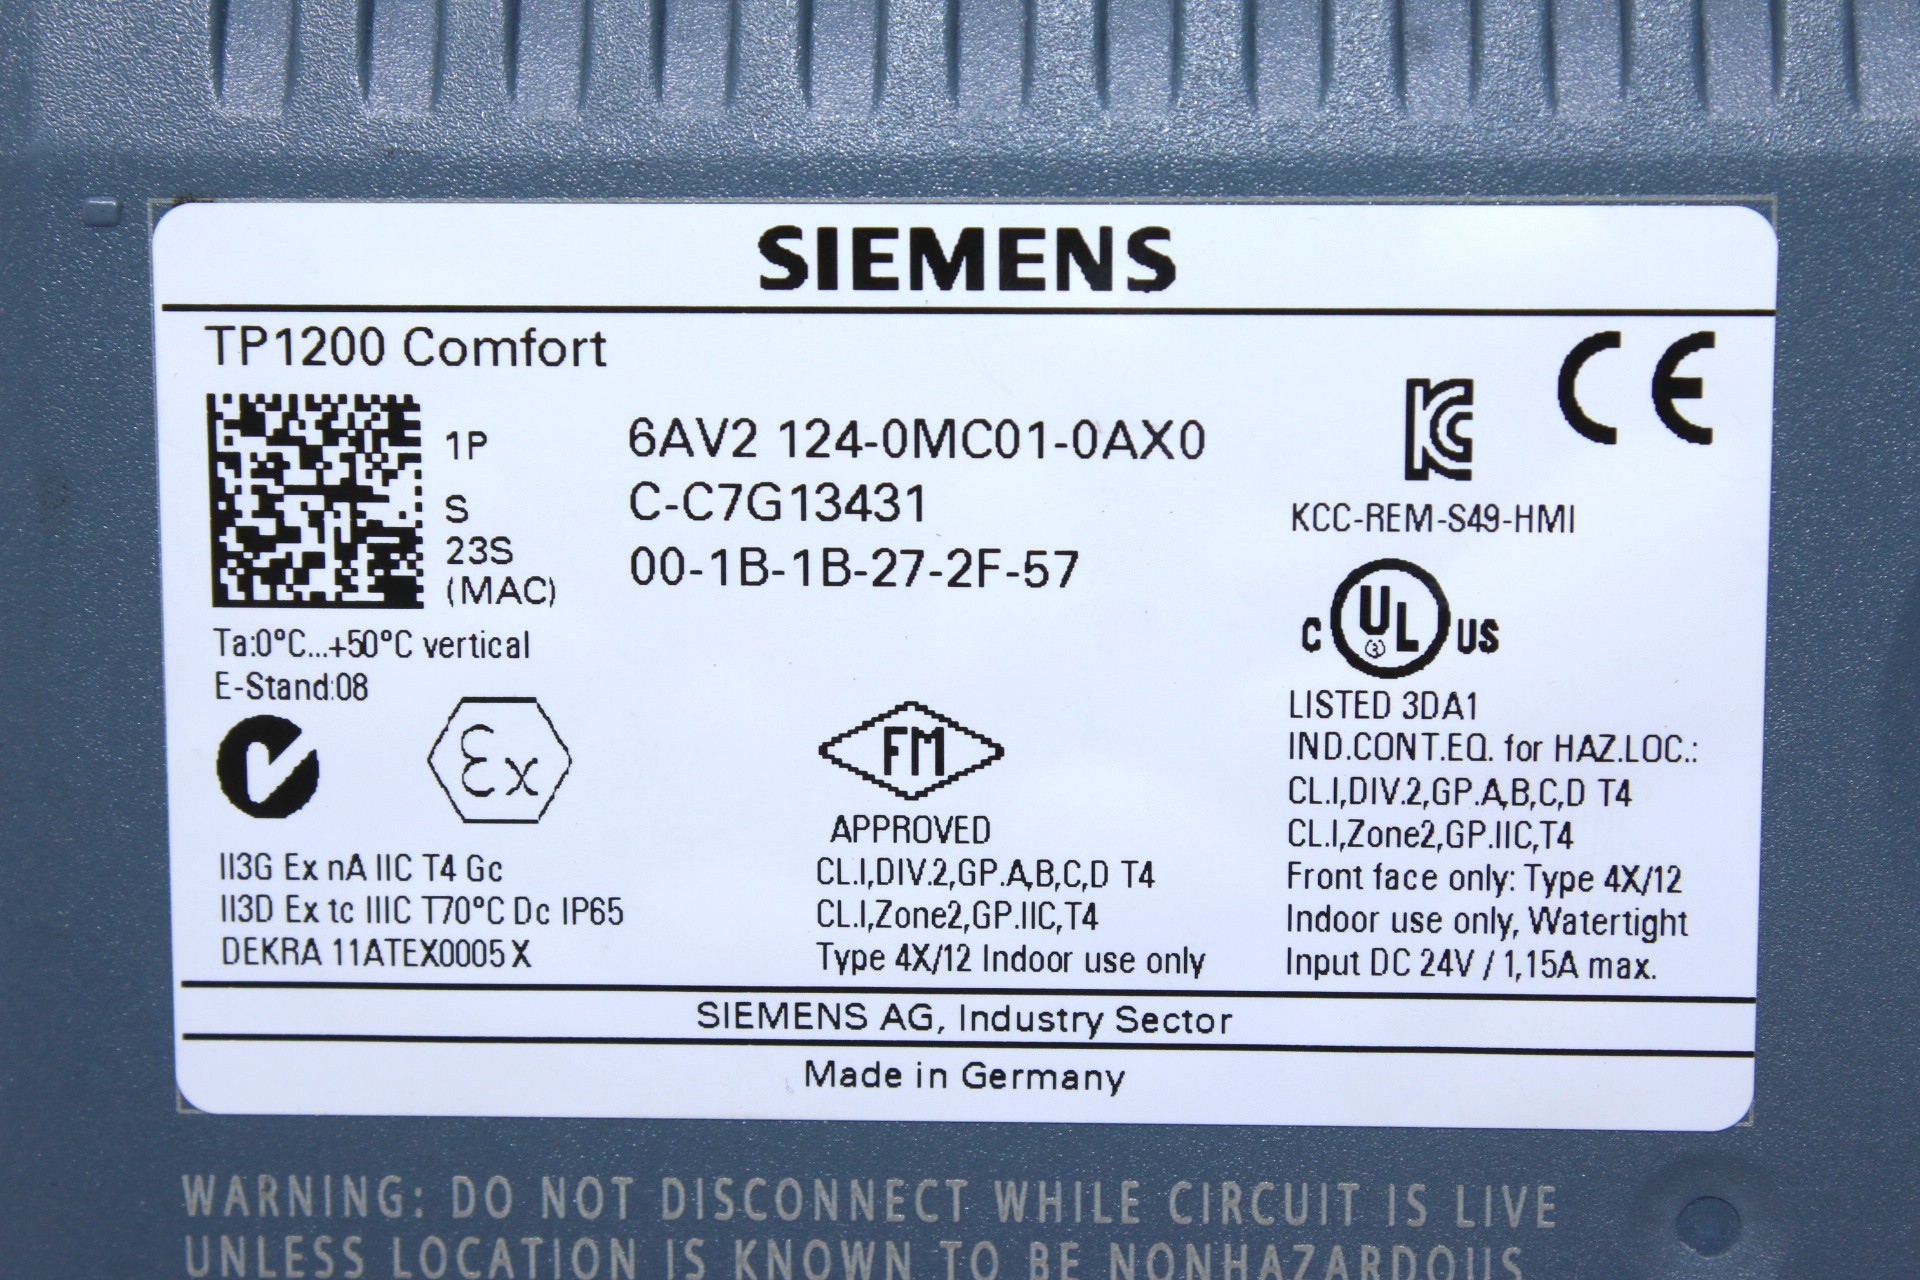 SIEMENS
TP1200 Comfort
1P 6AV2 124-0MC01-0AX0
S C-C7G13431
23S 00-1B-1B-27-2F-57
(MAC)
Ta:0°C...+50°C vertical
E-Stand:08
Ex
II3G Ex nA IIC T4 Gc
II3D Ex tc IIIC T70°C Dc IP65
DEKRA 11ATEX0005 X
FM
APPROVED
CL.I,DIV.2,GP.A,B,C,D T4
CL.I,Zone2,GP.IIC,T4
Type 4X/12 Indoor use only
CE
KC
KCC-REM-S49-HMI
C UL US
LISTED 3DA1
IND.CONT.EQ. for HAZ.LOC.:
CL.I,DIV.2,GP.A,B,C,D T4
CL.I,Zone2,GP.IIC,T4
Front face only: Type 4X/12
Indoor use only, Watertight
Input DC 24V / 1,15A max.
SIEMENS AG, Industry Sector
Made in Germany
WARNING: DO NOT DISCONNECT WHILE CIRCUIT IS LIVE
UNLESS LOCATION IS KNOWN TO BE NONHAZARDOUS